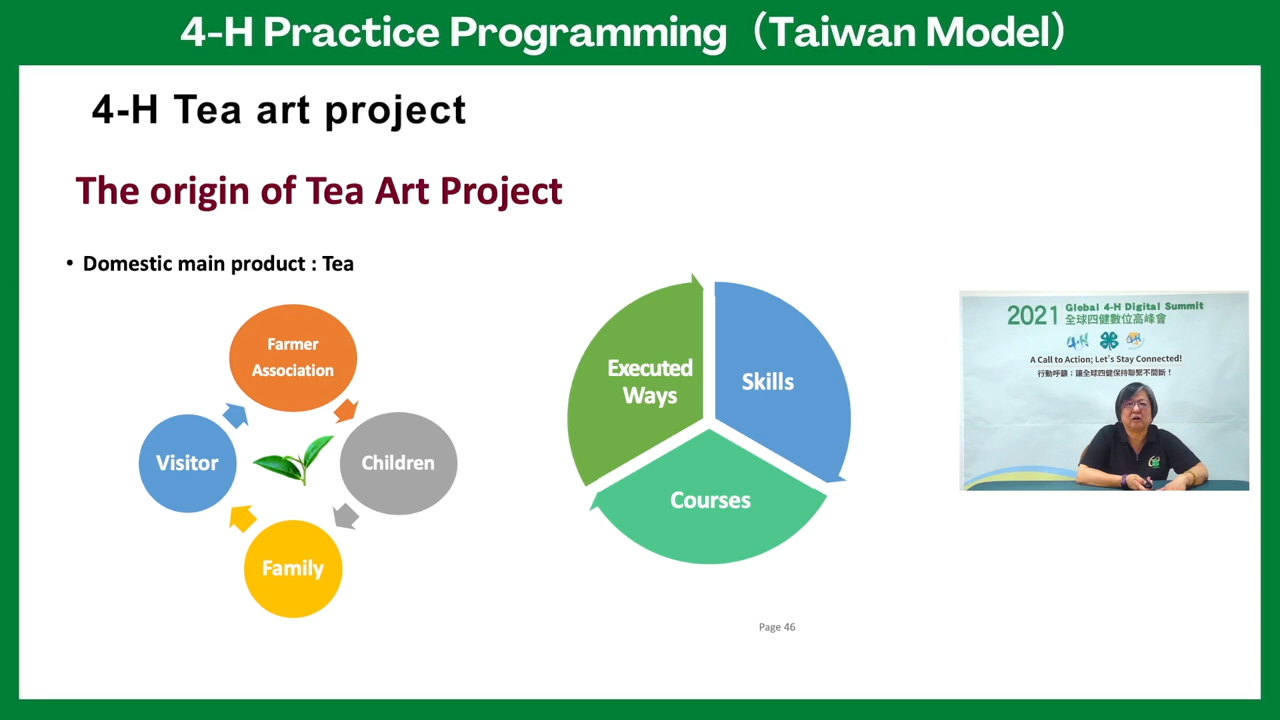 4-H Practice Programming（Taiwan Model）
4-H Tea art project
The origin of Tea Art Project
• Domestic main product : Tea
Farmer
Association
Visitor
Children
Family
Executed
Ways
Skills
Courses
2021 Global 4-H Digital Summit
全球四健數位高峰會
A Call to Action; Let's Stay Connected!
行動呼籲；讓全球四健保持聯繫不間斷！
Page 46